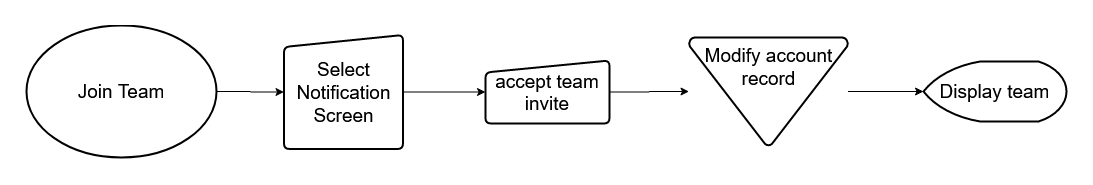 Join Team
Select
Notification
Screen
accept team
invite
Modify account
record
Display team